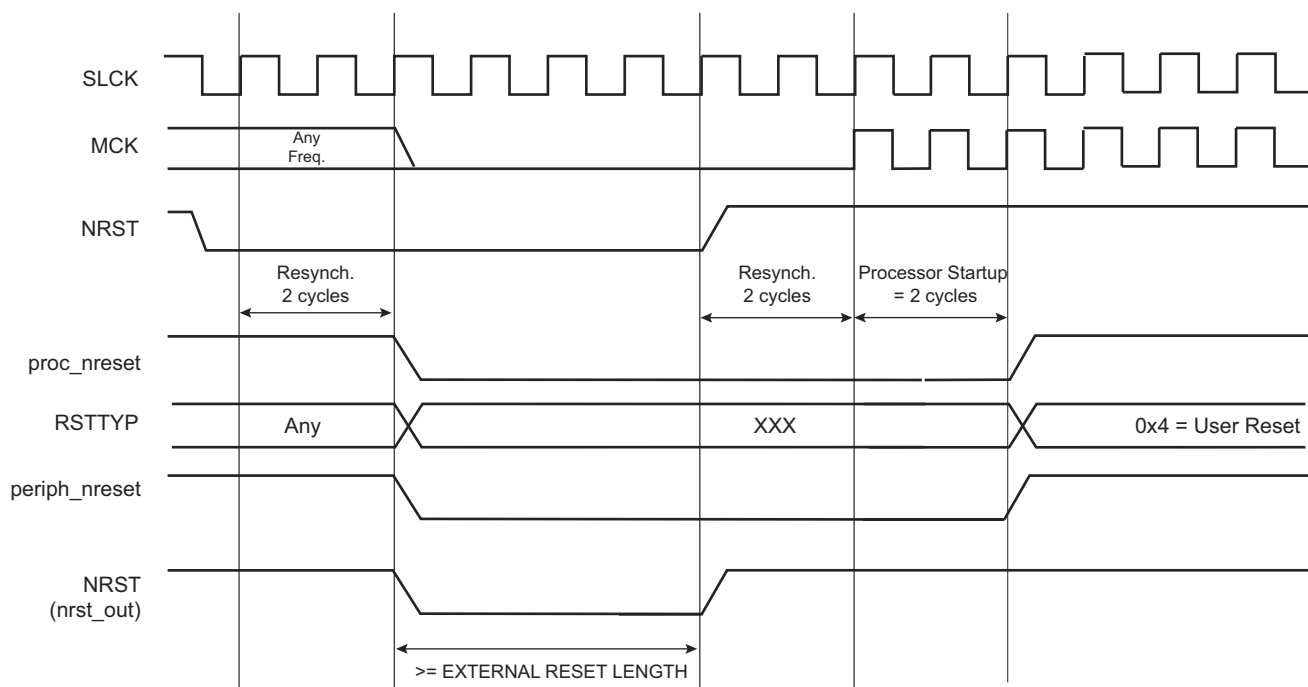 SLCK
MCK
Any
Freq.
NRST
Resynch.
2 cycles
Resynch.
2 cycles
Processor Startup
= 2 cycles
proc_nreset
RSTTYP
Any
XXX
0x4 = User Reset
periph_nreset
NRST
(nrst_out)
>= EXTERNAL RESET LENGTH